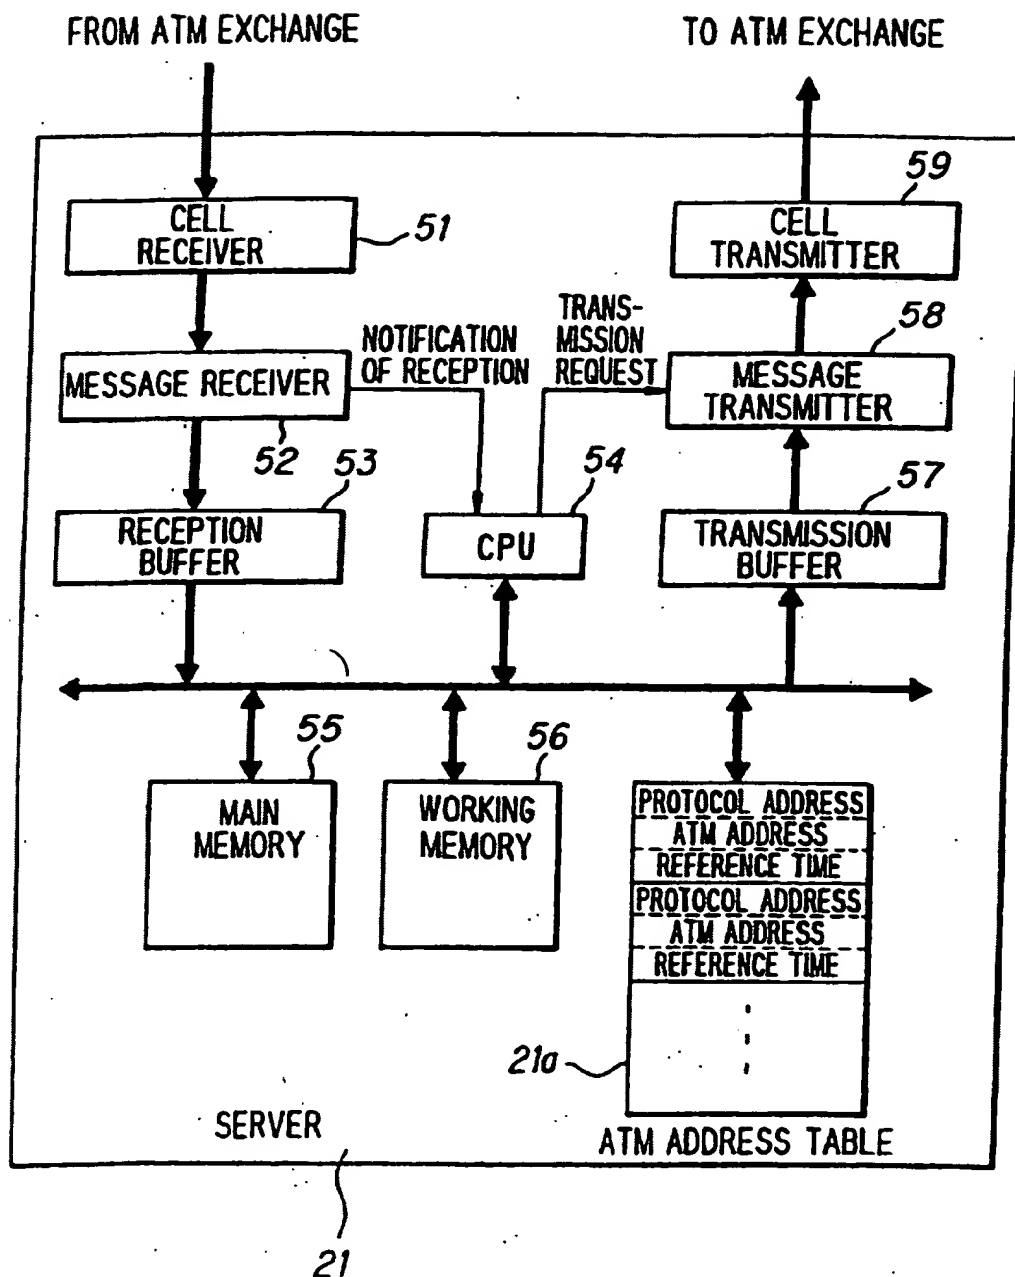 FROM ATM EXCHANGE
TO ATM EXCHANGE
59
CELL
RECEIVER
51
CELL
TRANSMITTER
NOTIFICATION
OF RECEPTION
TRANS-
MISSION
REQUEST
58
MESSAGE RECEIVER
52
MESSAGE
TRANSMITTER
53
54
57
RECEPTION
BUFFER
CPU
TRANSMISSION
BUFFER
55
56
MAIN
MEMORY
WORKING
MEMORY
PROTOCOL ADDRESS
ATM ADDRESS
REFERENCE TIME
PROTOCOL ADDRESS
ATM ADDRESS
REFERENCE TIME
21a
SERVER
ATM ADDRESS TABLE
21